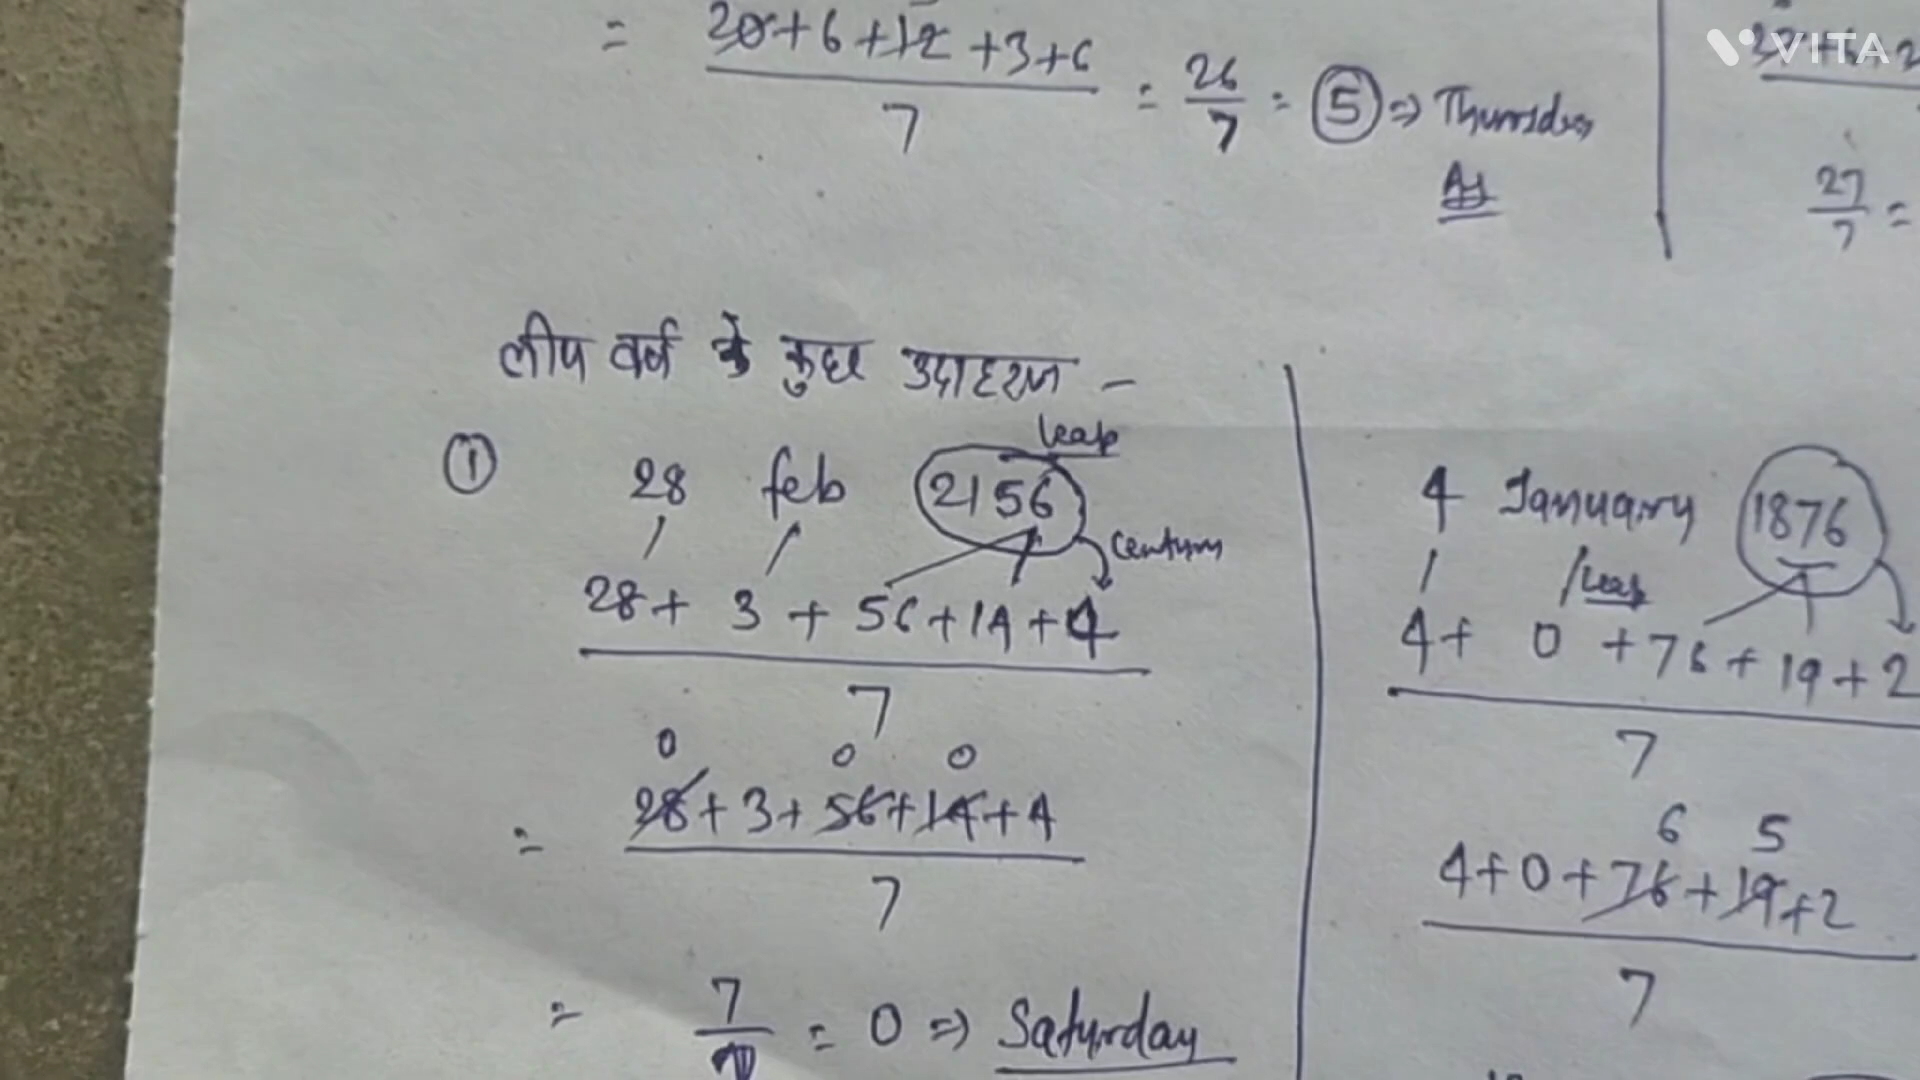 = 20+6+12+3+6
7
= 26/7 = 5 => Thursday
VITA
27/7 =
लीप वर्ष के कुछ उदाहरण -
leap
① 28 feb 2156
century
28 + 3 + 56 + 14 + 4
7
0 0 0
= 28 + 3 + 56 + 14 + 4
7
= 7/7 = 0 => Saturday
4 January 1876
leap
4 + 0 + 76 + 19 + 2
7
6 5
4 + 0 + 76 + 19 + 2
7